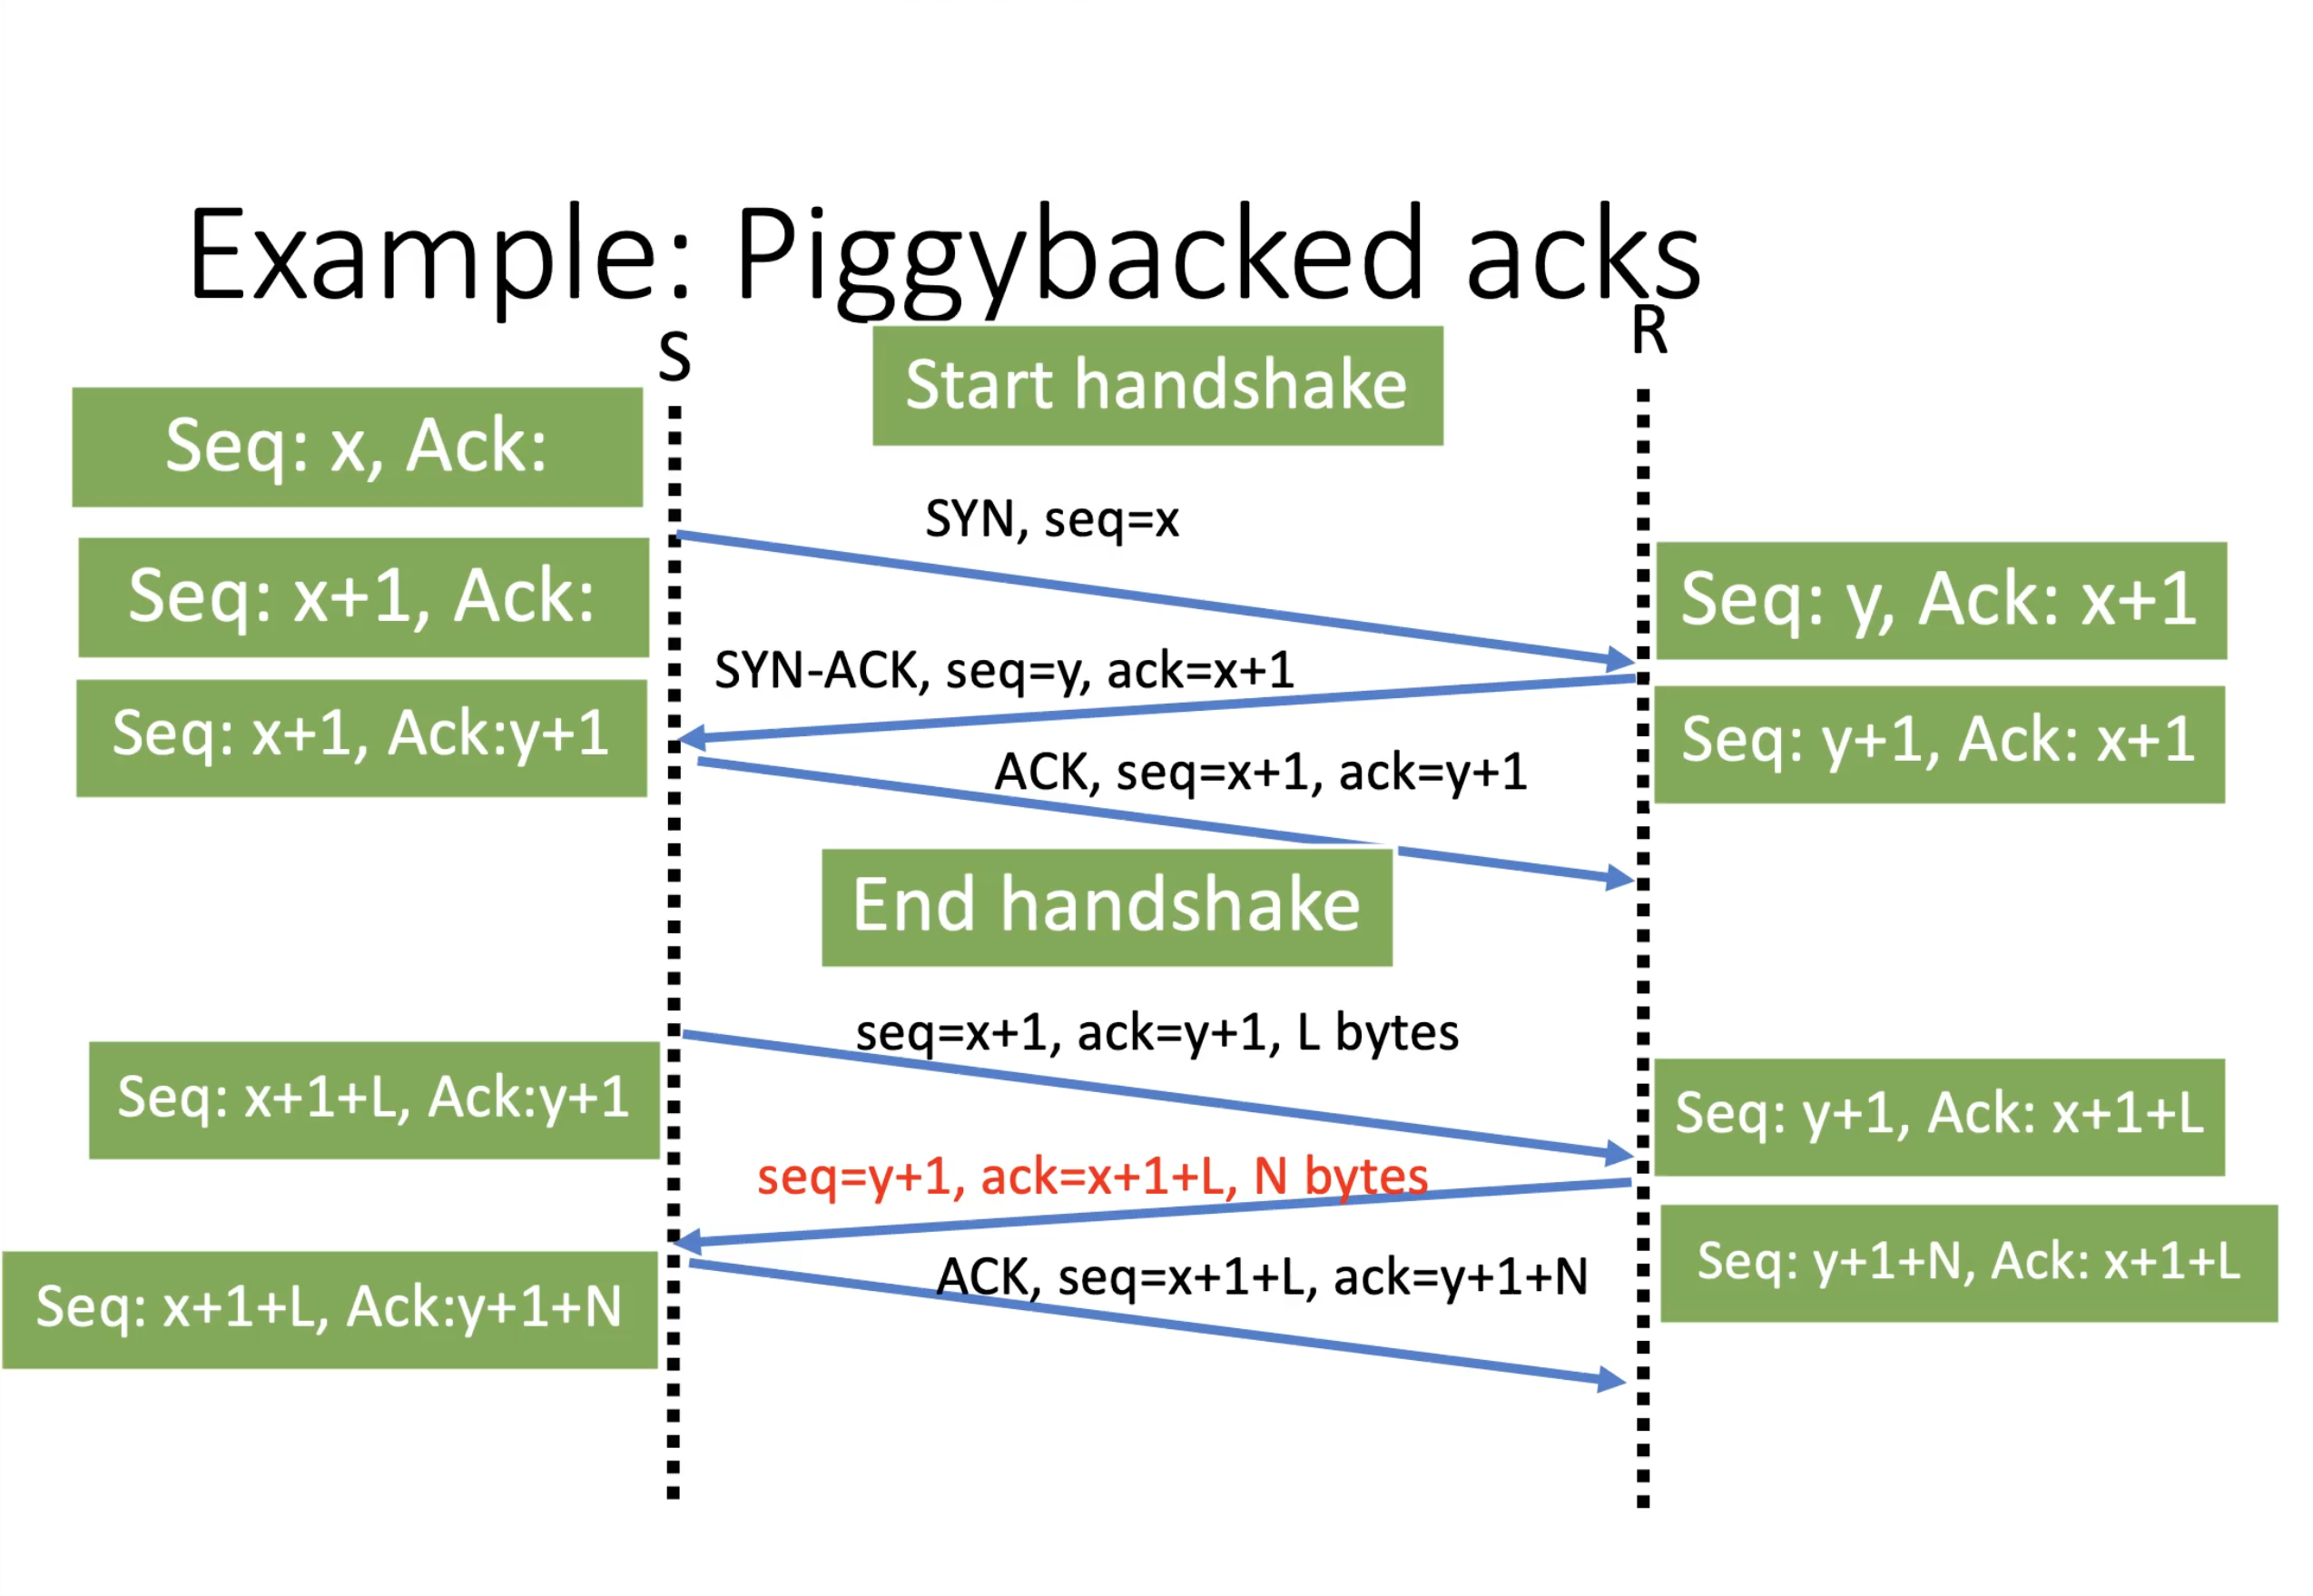 Example: Piggybacked acks
S
R
Start handshake
Seq: x, Ack:
SYN, seq=x
Seq: x+1, Ack:
Seq: y, Ack: x+1
SYN-ACK, seq=y, ack=x+1
Seq: x+1, Ack:y+1
Seq: y+1, Ack: x+1
ACK, seq=x+1, ack=y+1
End handshake
seq=x+1, ack=y+1, L bytes
Seq: x+1+L, Ack:y+1
Seq: y+1, Ack: x+1+L
seq=y+1, ack=x+1+L, N bytes
Seq: y+1+N, Ack: x+1+L
ACK, seq=x+1+L, ack=y+1+N
Seq: x+1+L, Ack:y+1+N